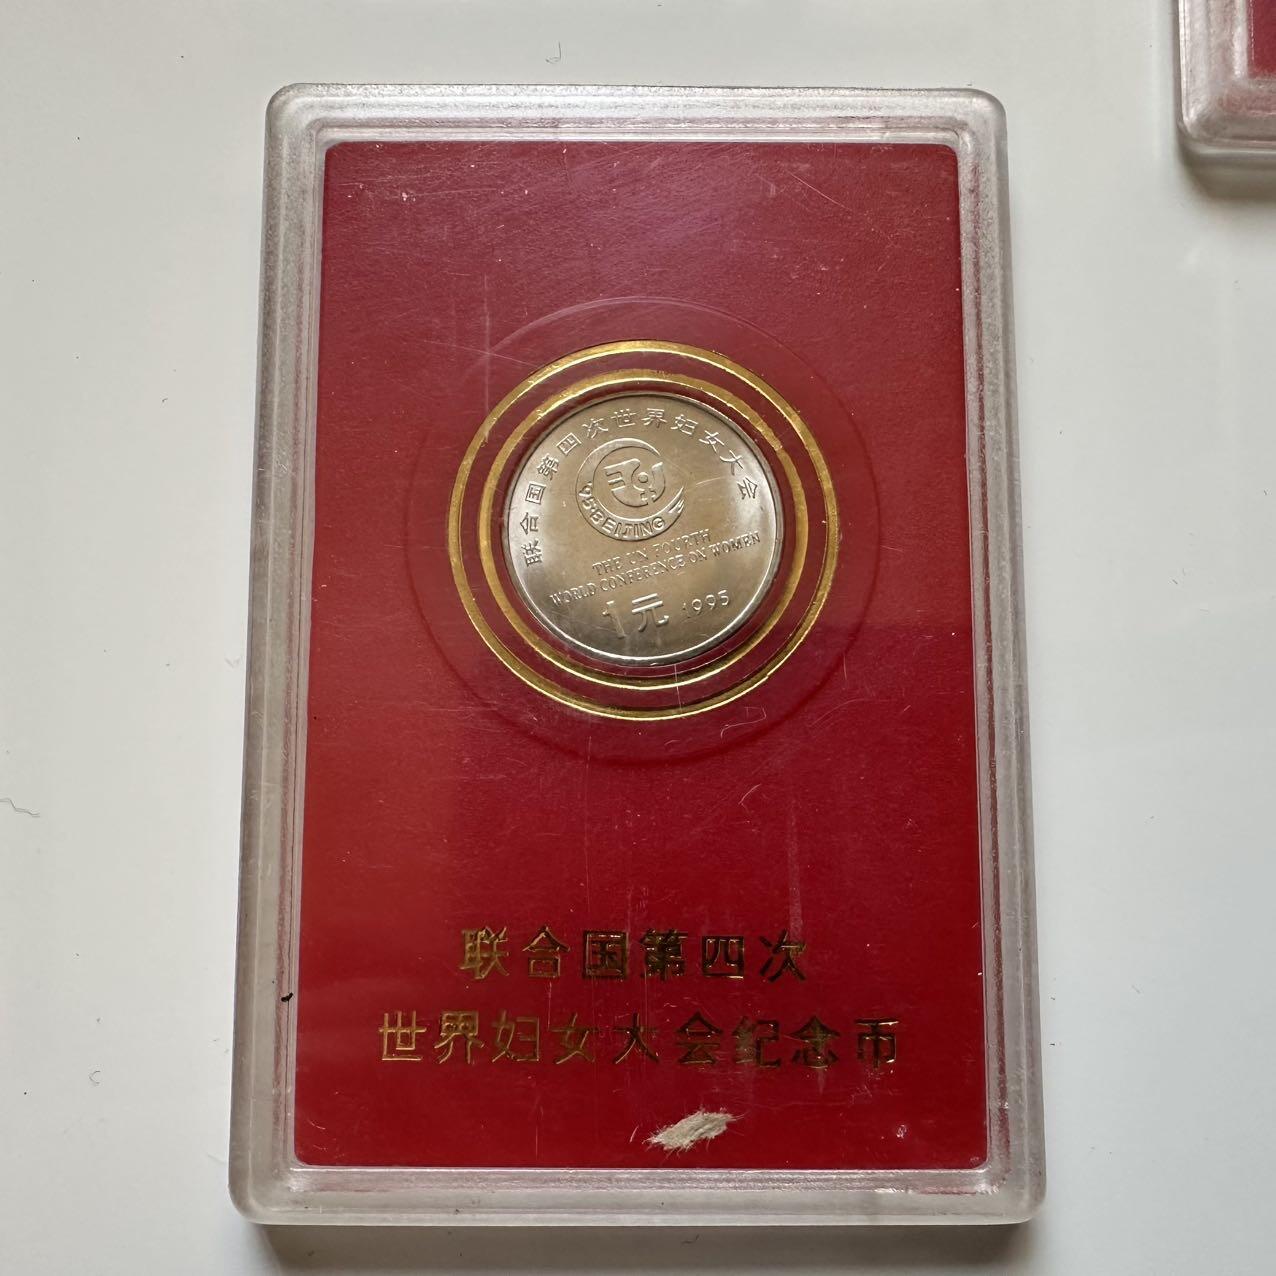 联合国第四次世界妇女大会
'95·BEIJING
THE UN FOURTH
WORLD CONFERENCE ON WOMEN
1元 1995
联合国第四次
世界妇女大会纪念币